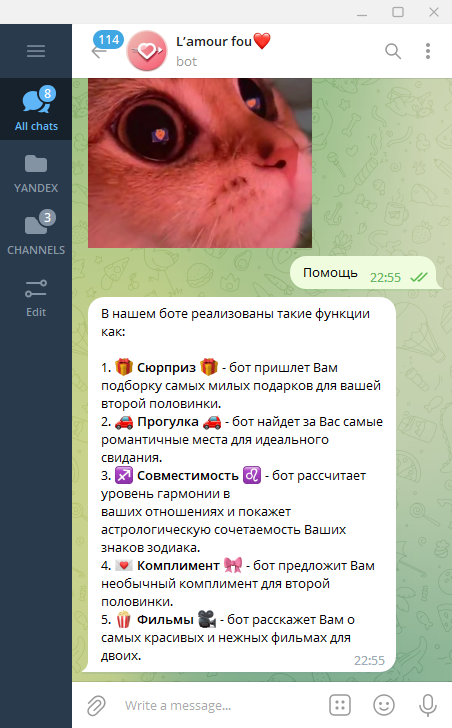 114
L’amour fou❤️
bot
8
All chats
YANDEX
3
CHANNELS
Edit
Помощь
22:55
В нашем боте реализованы такие функции
как:
1. 🎁 Сюрприз 🎁 - бот пришлет Вам
подборку самых милых подарков для вашей
второй половинки.
2. 🚗 Прогулка 🚗 - бот найдет за Вас самые
романтичные места для идеального
свидания.
3. ♐ Совместимость ♌ - бот рассчитает
уровень гармонии в
ваших отношениях и покажет
астрологическую сочетаемость Ваших
знаков зодиака.
4. 💌 Комплимент 🎀 - бот предложит Вам
необычный комплимент для второй
половинки.
5. 🍿 Фильмы 🎥 - бот расскажет Вам о
самых красивых и нежных фильмах для
двоих.
22:55
Write a message...